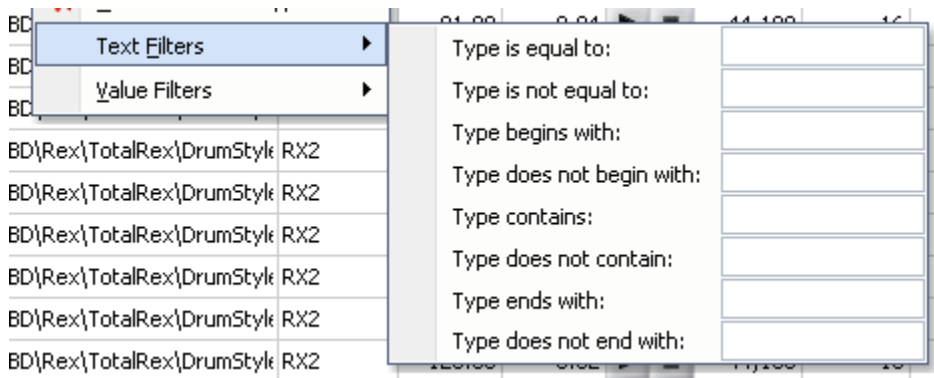 BD
Text Filters
Type is equal to:
BD
Value Filters
Type is not equal to:
BD
Type begins with:
BD\Rex\TotalRex\DrumStyle RX2
Type does not begin with:
BD\Rex\TotalRex\DrumStyle RX2
Type contains:
BD\Rex\TotalRex\DrumStyle RX2
Type does not contain:
BD\Rex\TotalRex\DrumStyle RX2
Type ends with:
BD\Rex\TotalRex\DrumStyle RX2
Type does not end with:
BD\Rex\TotalRex\DrumStyle RX2